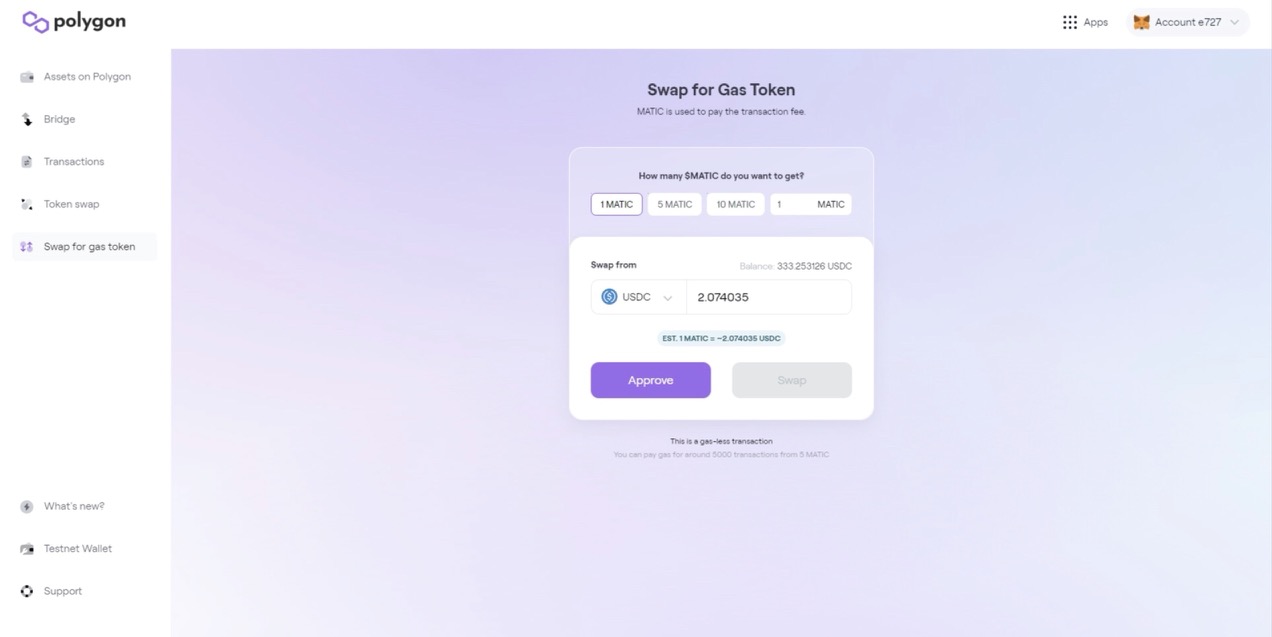 polygon
Apps
Account e727
Assets on Polygon
Bridge
Transactions
Token swap
Swap for gas token
What's new?
Testnet Wallet
Support
Swap for Gas Token
MATIC is used to pay the transaction fee.
How many $MATIC do you want to get?
1 MATIC 5 MATIC 10 MATIC 1 MATIC
Swap from Balance: 333.253126 USDC
USDC 2.074035
EST. 1 MATIC = ~2.074035 USDC
Approve Swap
This is a gas-less transaction
You can pay gas for around 5000 transactions from 5 MATIC